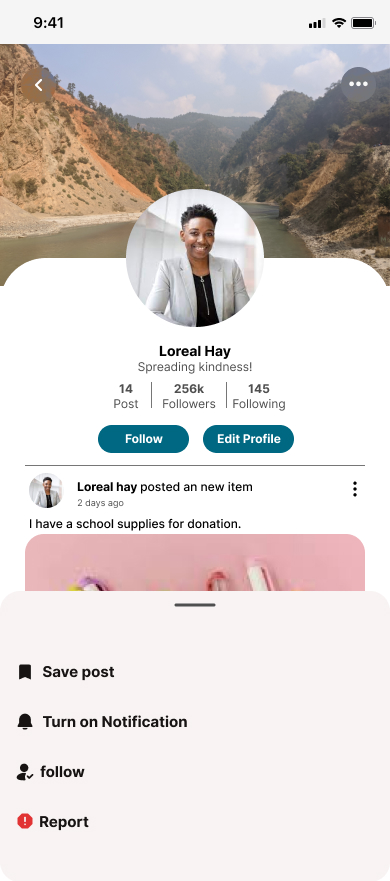 9:41
Loreal Hay
Spreading kindness!
14 256k 145
Post Followers Following
Follow Edit Profile
Loreal hay posted an new item
2 days ago
I have a school supplies for donation.
Save post
Turn on Notification
follow
Report